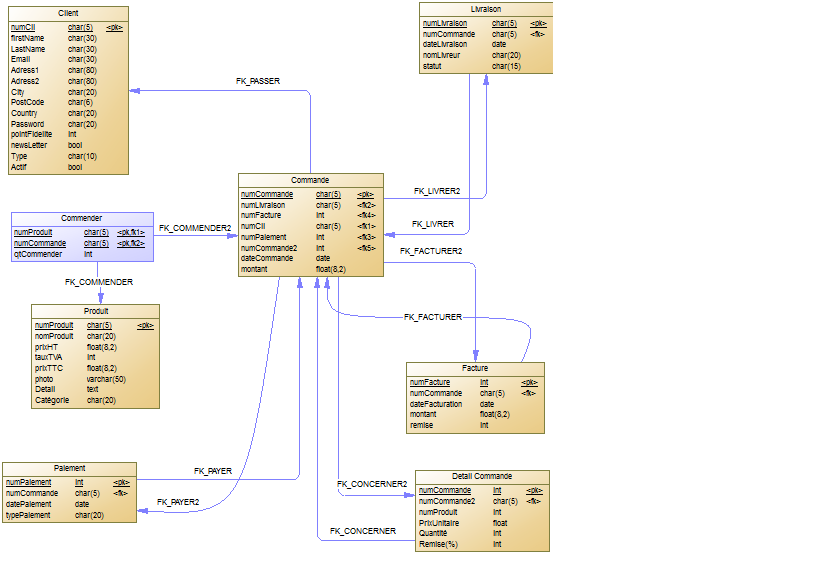 Client
numCli char(5) <pk>
firstName char(30)
LastName char(30)
Email char(30)
Adress1 char(80)
Adress2 char(80)
City char(20)
PostCode char(6)
Country char(20)
Password char(20)
pointFidelite int
newsLetter bool
Type char(10)
Actif bool
Livraison
numLivraison char(5) <pk>
numCommande char(5) <fk>
dateLivraison date
nomLivreur char(20)
statut char(15)
FK_PASSER
Commande
numCommande char(5) <pk>
numLivraison char(5) <fk2>
numFacture int <fk4>
numCli char(5) <fk1>
numPaiement int <fk3>
numCommande2 int <fk5>
dateCommande date
montant float(8,2)
FK_LIVRER2
FK_LIVRER
FK_FACTURER2
Commender
numProduit char(5) <pk,fk1>
numCommande char(5) <pk,fk2>
qtCommender int
FK_COMMENDER2
FK_COMMENDER
Produit
numProduit char(5) <pk>
nomProduit char(20)
prixHT float(8,2)
tauxTVA int
prixTTC float(8,2)
photo varchar(50)
Detail text
Catégorie char(20)
FK_FACTURER
Facture
numFacture int <pk>
numCommande char(5) <fk>
dateFacturation date
montant float(8,2)
remise int
Paiement
numPaiement int <pk>
numCommande char(5) <fk>
datePaiement date
typePaiement char(20)
FK_PAYER
FK_PAYER2
FK_CONCERNER2
FK_CONCERNER
Detail Commande
numCommande int <pk>
numCommande2 char(5) <fk>
numProduit int
PrixUnitaire float
Quantité int
Remise(%) int